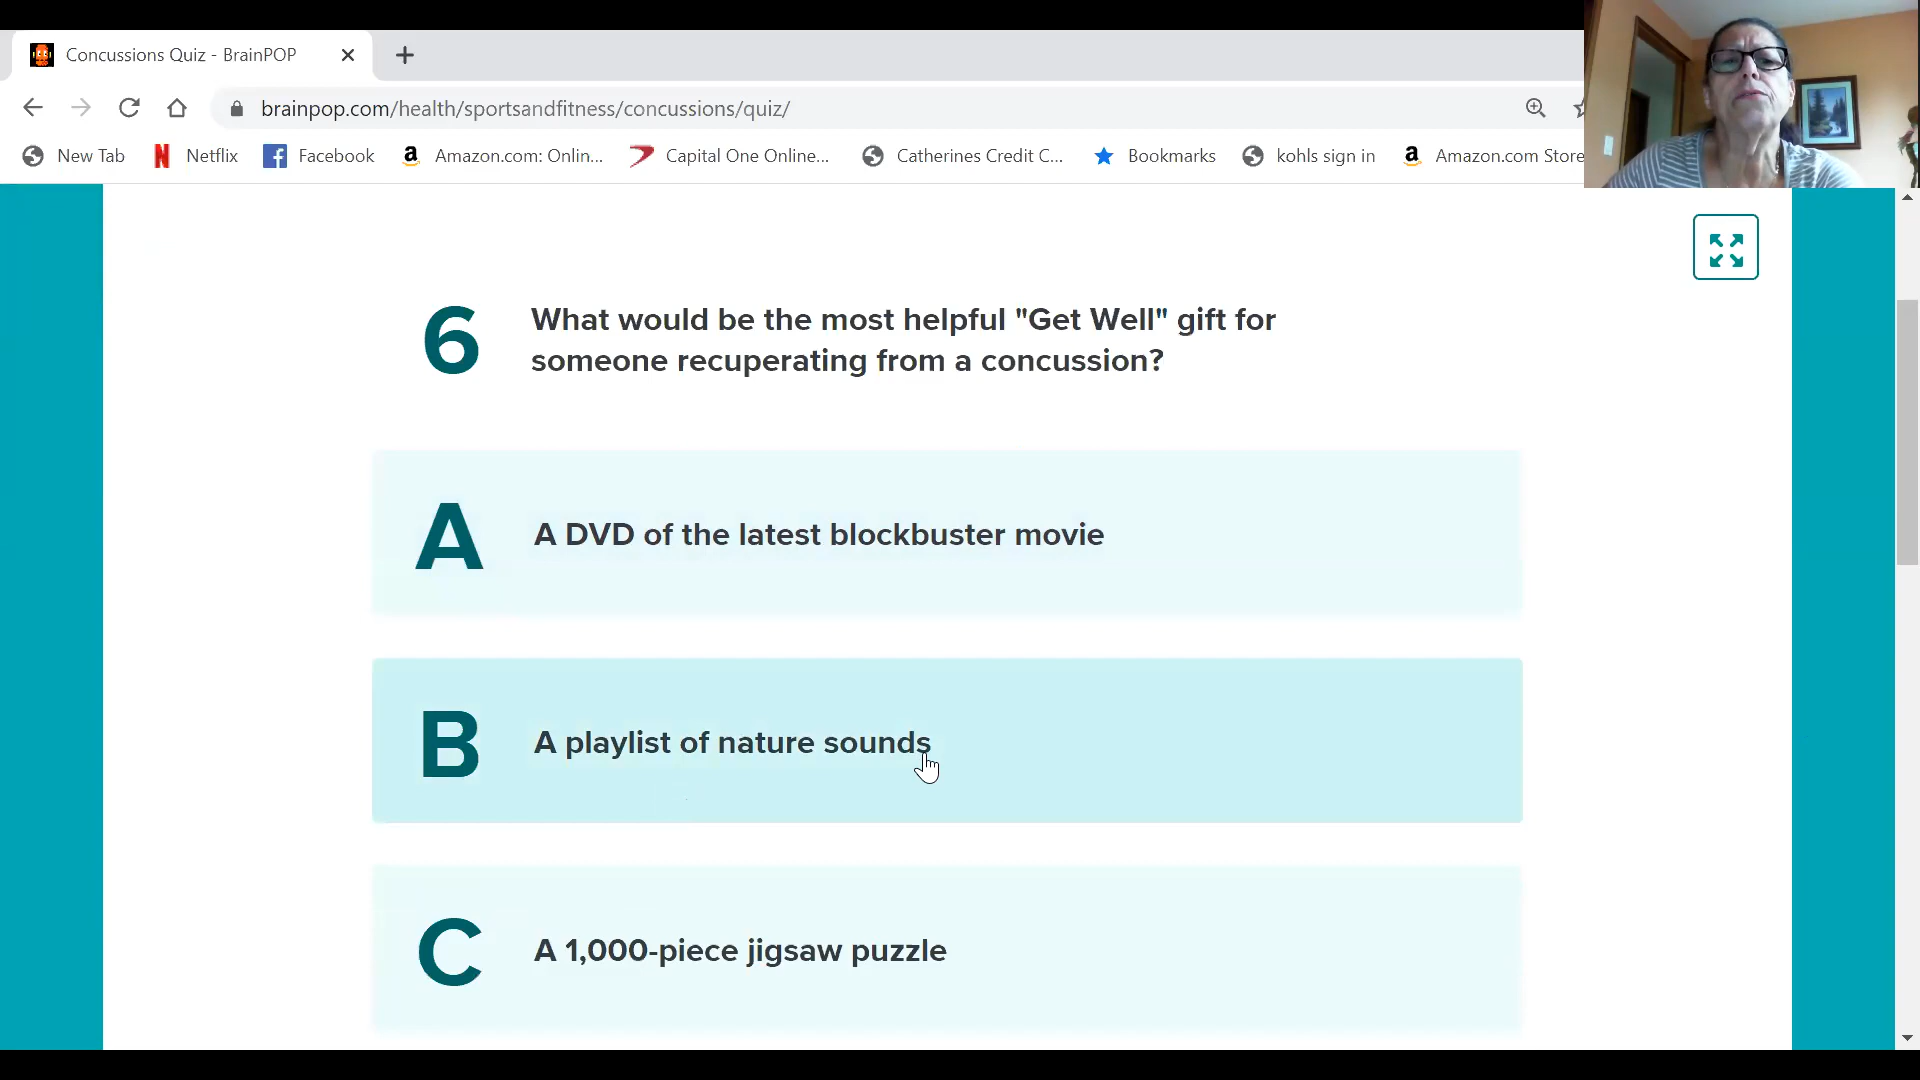 Concussions Quiz - BrainPOP
brainpop.com/health/sportsandfitness/concussions/quiz/
New Tab
N Netflix
Facebook
a Amazon.com: Onlin...
Capital One Online...
Catherines Credit C...
Bookmarks
kohls sign in
a Amazon.com Store
6 What would be the most helpful "Get Well" gift for
someone recuperating from a concussion?
A A DVD of the latest blockbuster movie
B A playlist of nature sounds
C A 1,000-piece jigsaw puzzle